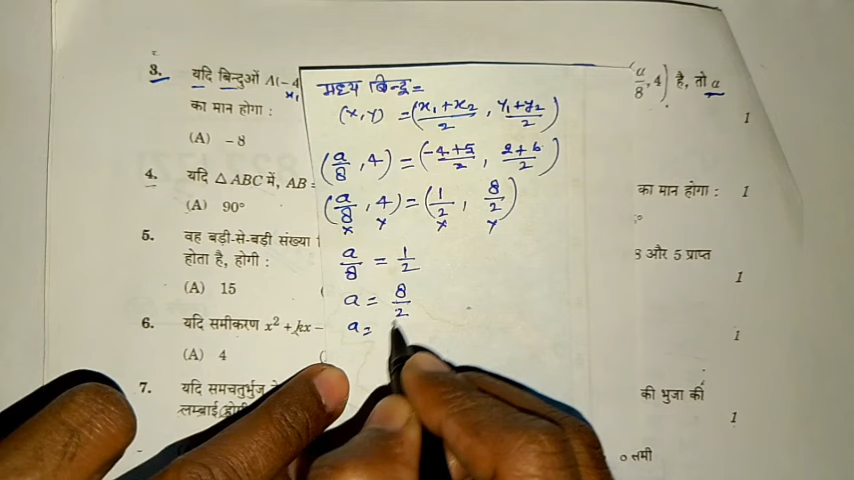 3. यदि बिन्दुओं A(-4
x₁
का मान होगा :
(A) -8
4. यदि △ ABC में, AB =
(A) 90°
5. वह बड़ी-से-बड़ी संख्या
होता है, होगी :
(A) 15
6. यदि समीकरण x² + kx -
(A) 4
7. यदि समचतुर्भुज के
लम्बाई होगी
मध्य बिन्दू =
(x,y) = (x₁+x₂/2 , y₁+y₂/2)
(a/8 , 4) = (-4+5/2 , 2+6/2)
(a/8 , 4) = (1/2 , 8/2)
x y x y
a/8 = 1/2
a = 8/2
a =
(a/8, 4) है, तो a
1
का मान होगा : 1
3 और 5 प्राप्त
1
1
की भुजा की
1
समी